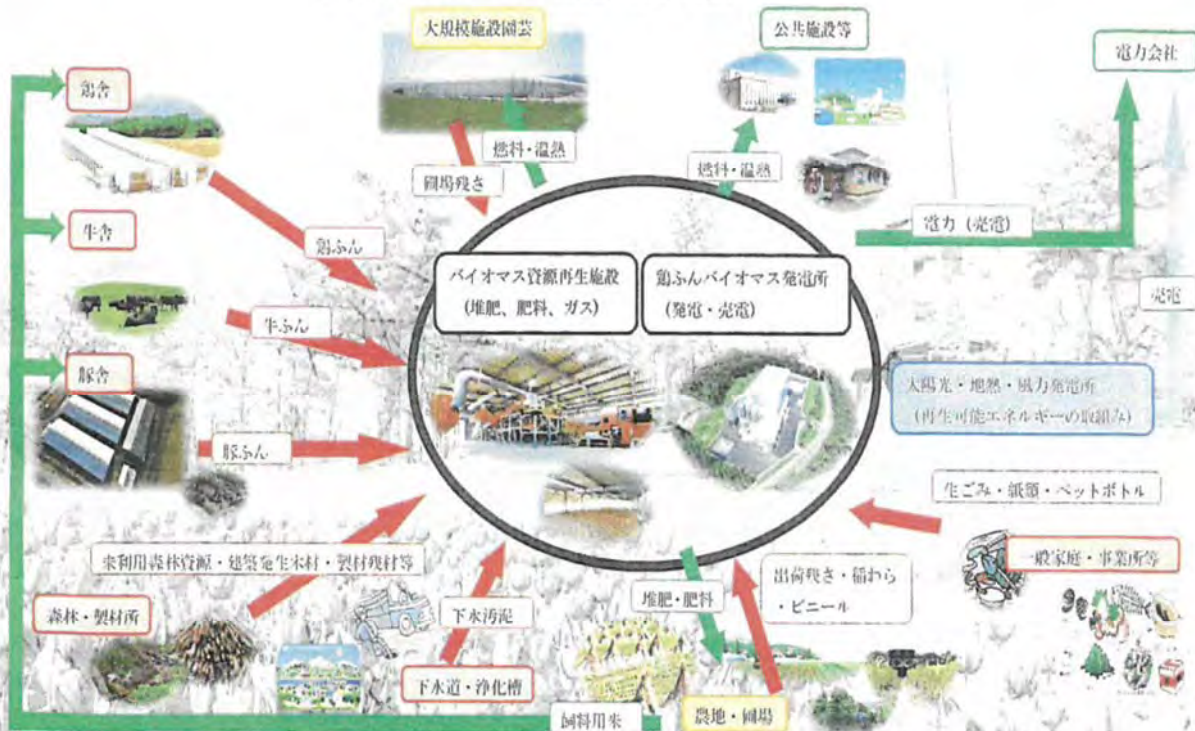 大規模施設園芸
公共施設等
電力会社
鶏舎
燃料・温熱
圃場残さ
燃料・温熱
電力（売電）
売電
牛舎
鶏ふん
バイオマス資源再生施設
(堆肥、肥料、ガス)
鶏ふんバイオマス発電所
(発電・売電)
牛ふん
豚舎
太陽光・地熱・風力発電所
(再生可能エネルギーの取組み)
豚ふん
生ごみ・紙類・ペットボトル
未利用森林資源・建築発生木材・製材残材等
一般家庭・事業所等
出荷残さ・稲わら
・ビニール
堆肥・肥料
森林・製材所
下水汚泥
下水道・浄化槽
農地・圃場
飼料用米